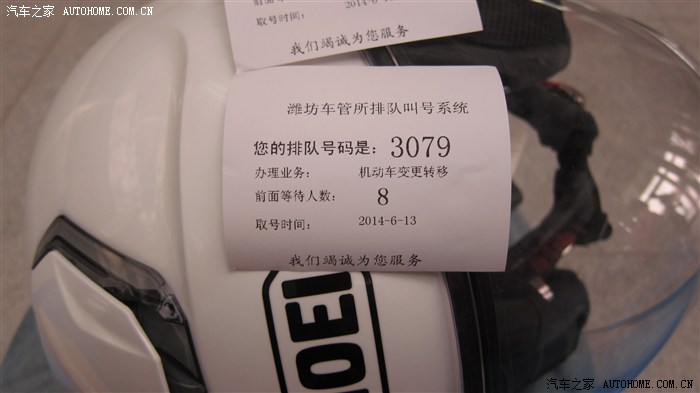 汽车之家 AUTOHOME.COM.CN
取号时间:
我们竭诚为您服务
潍坊车管所排队叫号系统
您的排队号码是: 3079
办理业务: 机动车变更转移
前面等待人数: 8
取号时间: 2014-6-13
我们竭诚为您服务
汽车之家 AUTOHOME.COM.CN